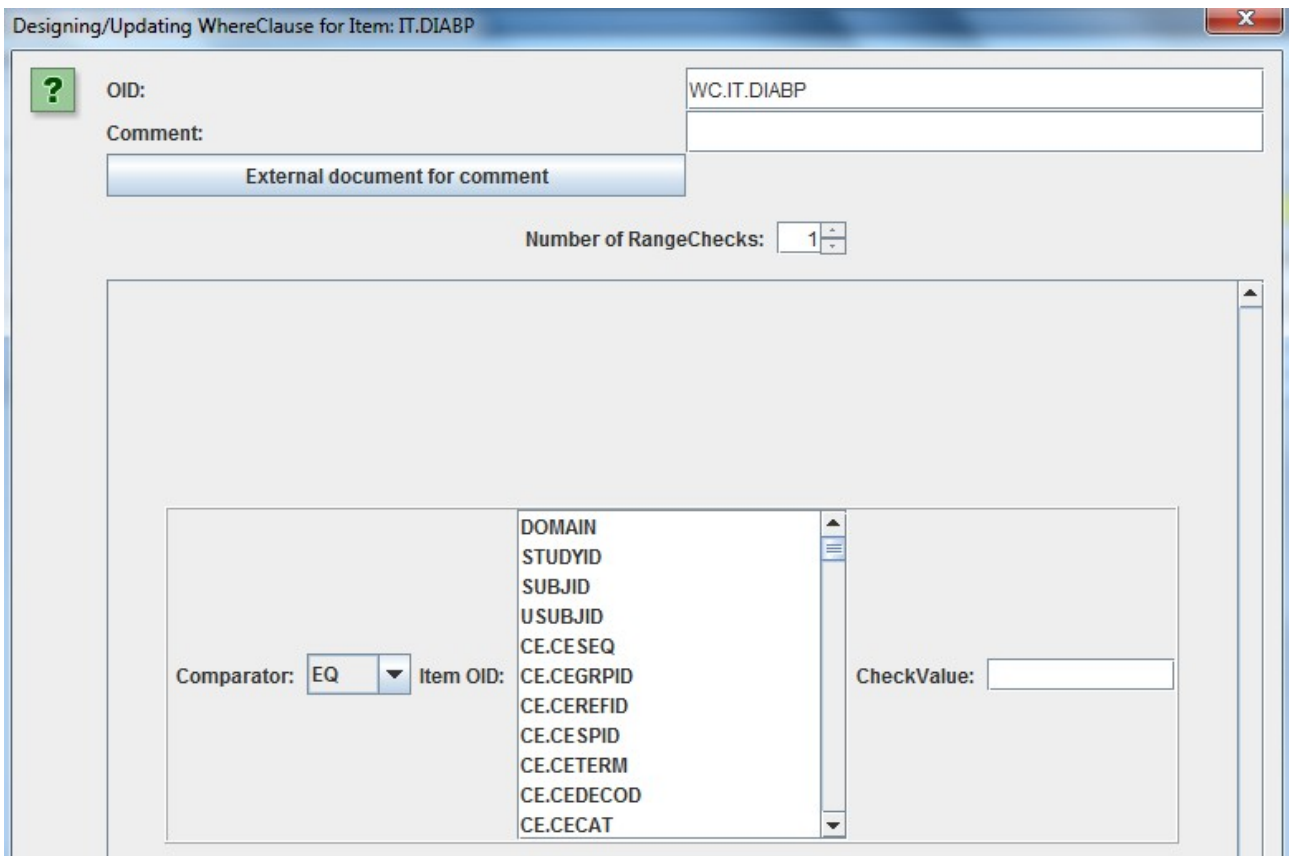 Designing/Updating WhereClause for Item: IT.DIABP
x
?
OID: WC.IT.DIABP
Comment:
External document for comment
Number of RangeChecks: 1
DOMAIN
STUDYID
SUBJID
USUBJID
CE.CESEQ
Comparator: EQ Item OID: CE.CEGRPID CheckValue:
CE.CEREFID
CE.CESPID
CE.CETERM
CE.CEDECOD
CE.CECAT